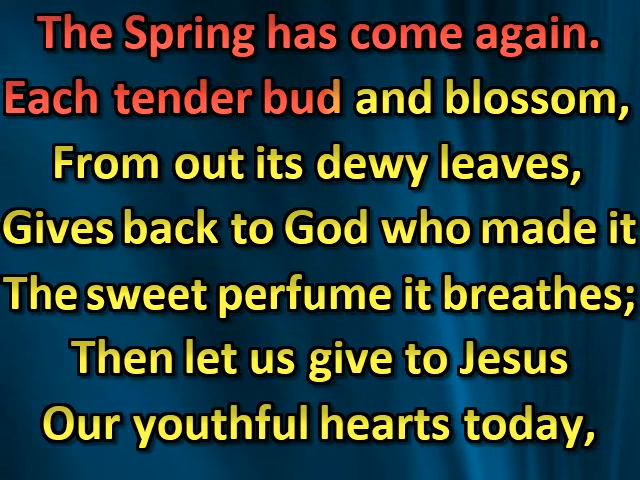 The Spring has come again.
Each tender bud and blossom,
From out its dewy leaves,
Gives back to God who made it
The sweet perfume it breathes;
Then let us give to Jesus
Our youthful hearts today,